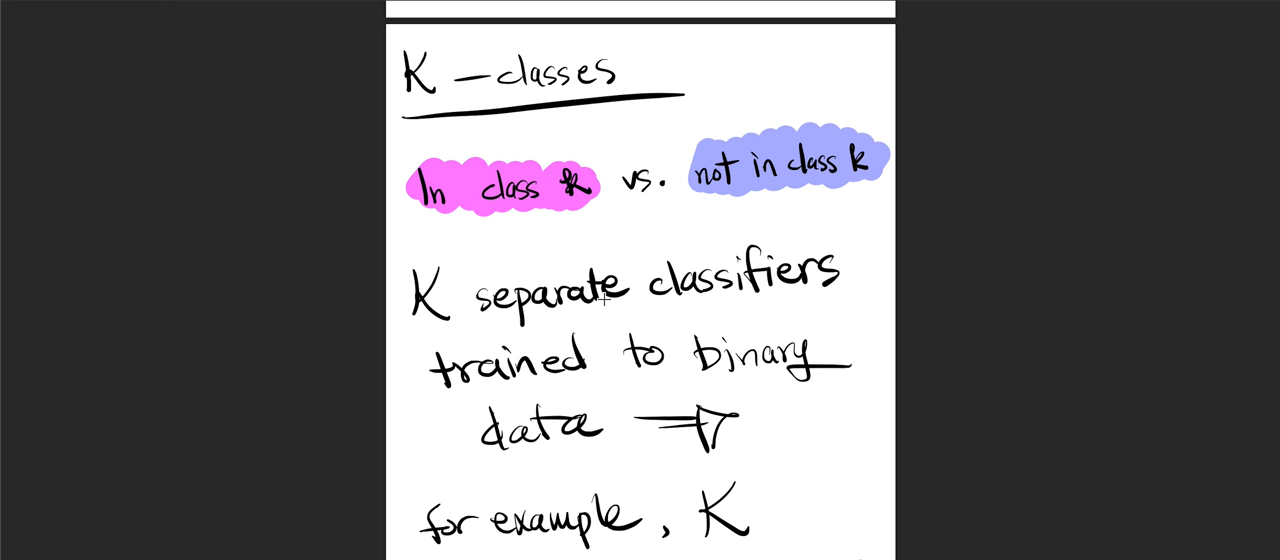 K - classes
In class k vs. not in class k
K separate classifiers
trained to binary
data ⇒
for example, K